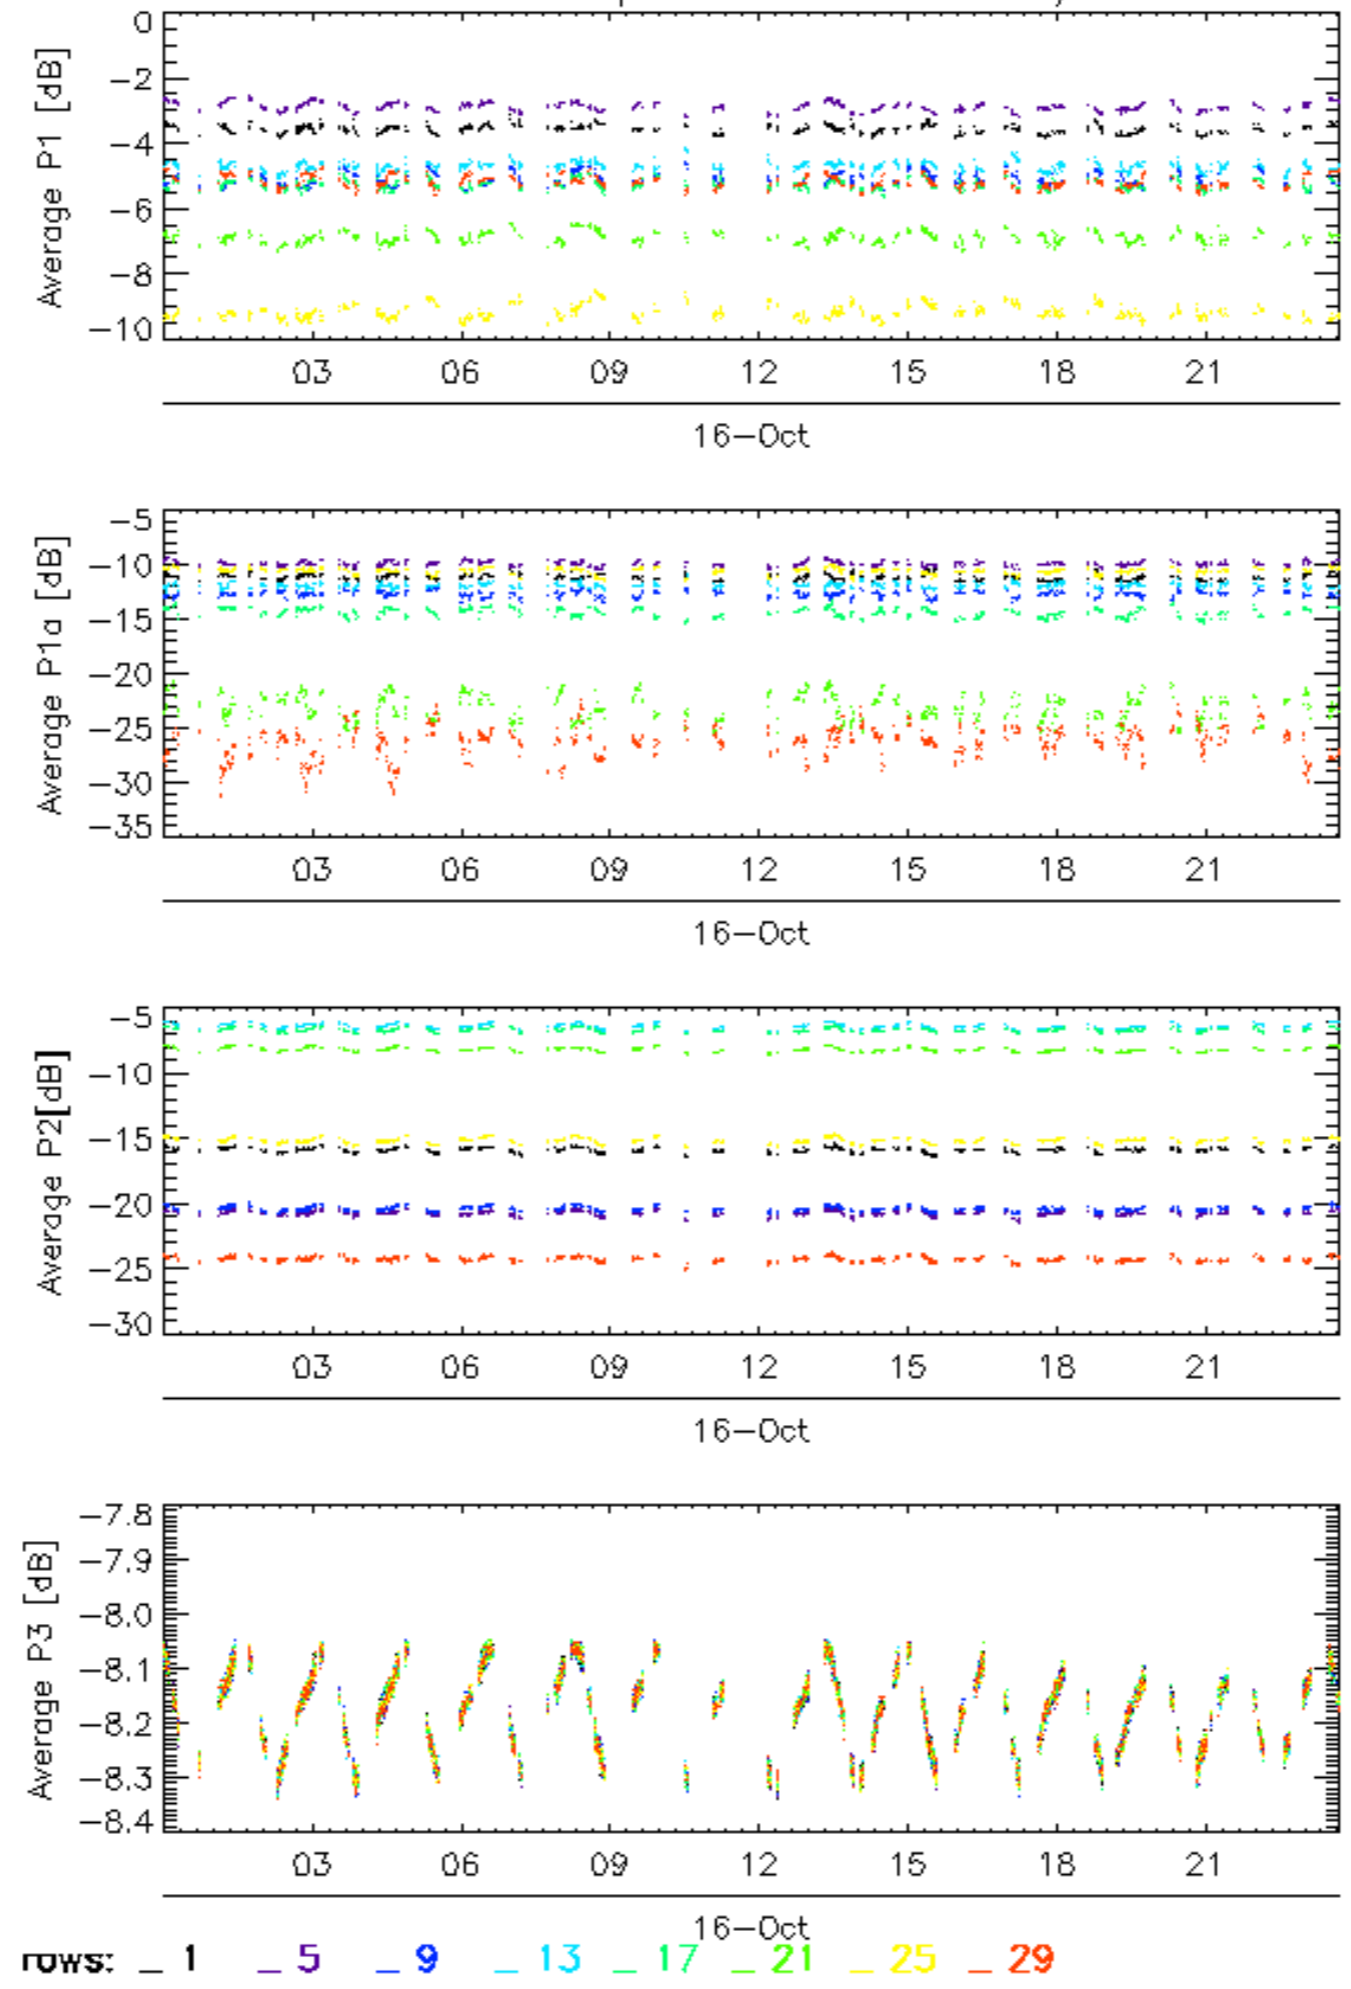 Average P1 [dB]
0
−2
−4
−6
−8
−10
03 06 09 12 15 18 21
16−Oct
Average P1a [dB]
−5
−10
−15
−20
−25
−30
−35
03 06 09 12 15 18 21
16−Oct
Average P2[dB]
−5
−10
−15
−20
−25
−30
03 06 09 12 15 18 21
16−Oct
Average P3 [dB]
−7.8
−7.9
−8.0
−8.1
−8.2
−8.3
−8.4
03 06 09 12 15 18 21
16−Oct
rows: _ 1 _ 5 _ 9 _ 13 _ 17 _ 21 _ 25 _ 29